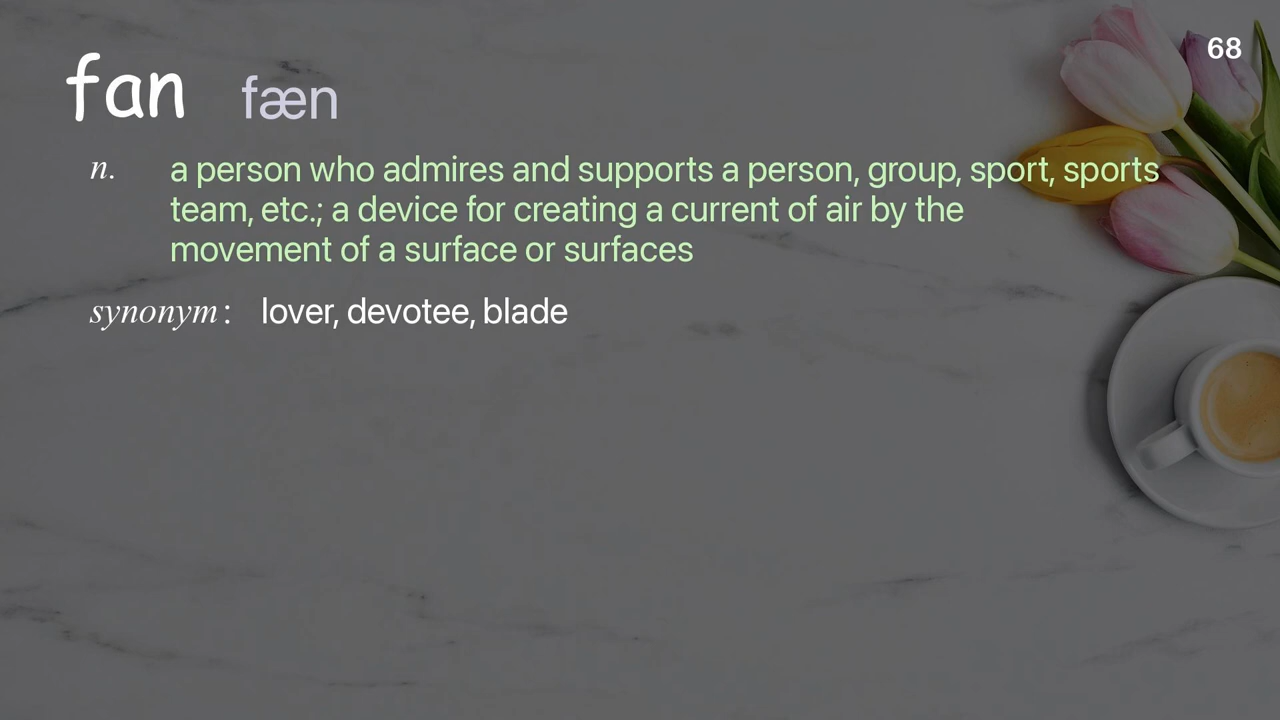 68
fan fæn
n. a person who admires and supports a person, group, sport, sports
team, etc.; a device for creating a current of air by the
movement of a surface or surfaces
synonym: lover, devotee, blade